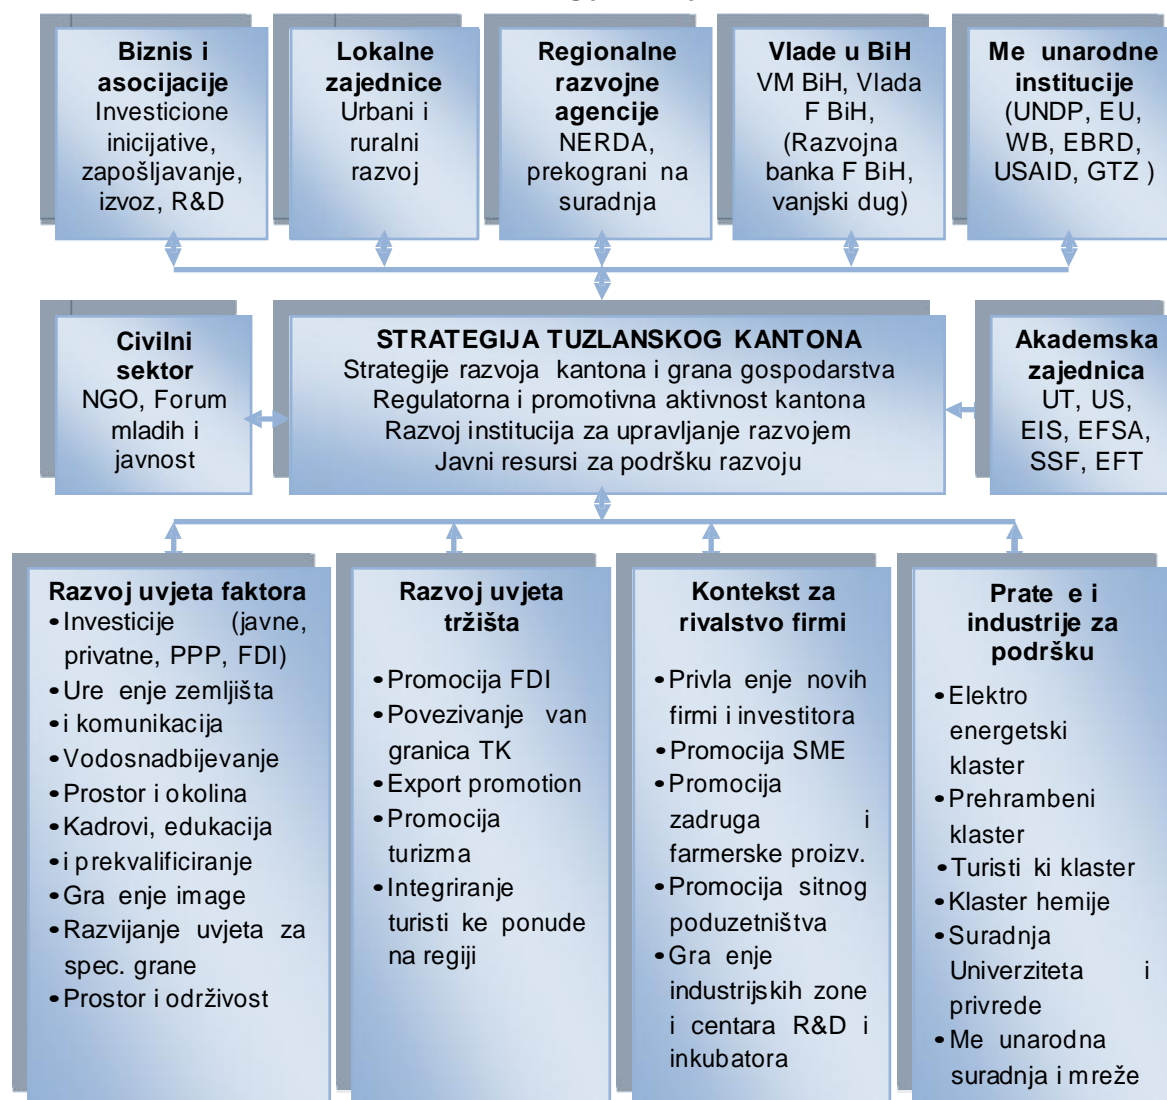 Biznis i
asocijacije
Investicione
inicijative,
zapošljavanje,
izvoz, R&D
Lokalne
zajednice
Urbani i
ruralni
razvoj
Regionalne
razvojne
agencije
NERDA,
prekograni na
suradnja
Vlade u BiH
VM BiH, Vlada
F BiH,
(Razvojna
banka F BiH,
vanjski dug)
Me unarodne
institucije
(UNDP, EU,
WB, EBRD,
USAID, GTZ )
Civilni
sektor
NGO, Forum
mladih i
javnost
STRATEGIJA TUZLANSKOG KANTONA
Strategije razvoja kantona i grana gospodarstva
Regulatorna i promotivna aktivnost kantona
Razvoj institucija za upravljanje razvojem
Javni resursi za podršku razvoju
Akademska
zajednica
UT, US,
EIS, EFSA,
SSF, EFT
Razvoj uvjeta faktora
•Investicije (javne,
privatne, PPP, FDI)
•Ure enje zemljišta
•i komunikacija
•Vodosnadbijevanje
•Prostor i okolina
•Kadrovi, edukacija
•i prekvalificiranje
•Gra enje image
•Razvijanje uvjeta za
spec. grane
•Prostor i održivost
Razvoj uvjeta
tržišta
•Promocija FDI
•Povezivanje van
granica TK
•Export promotion
•Promocija
turizma
•Integriranje
turisti ke ponude
na regiji
Kontekst za
rivalstvo firmi
•Privla enje novih
firmi i investitora
•Promocija SME
•Promocija
zadruga i
farmerske proizv.
•Promocija sitnog
poduzetništva
•Gra enje
industrijskih zone
i centara R&D i
inkubatora
Prate e i
industrije za
podršku
•Elektro
energetski
klaster
•Prehrambeni
klaster
•Turisti ki klaster
•Klaster hemije
•Suradnja
Univerziteta i
privrede
•Me unarodna
suradnja i mreže